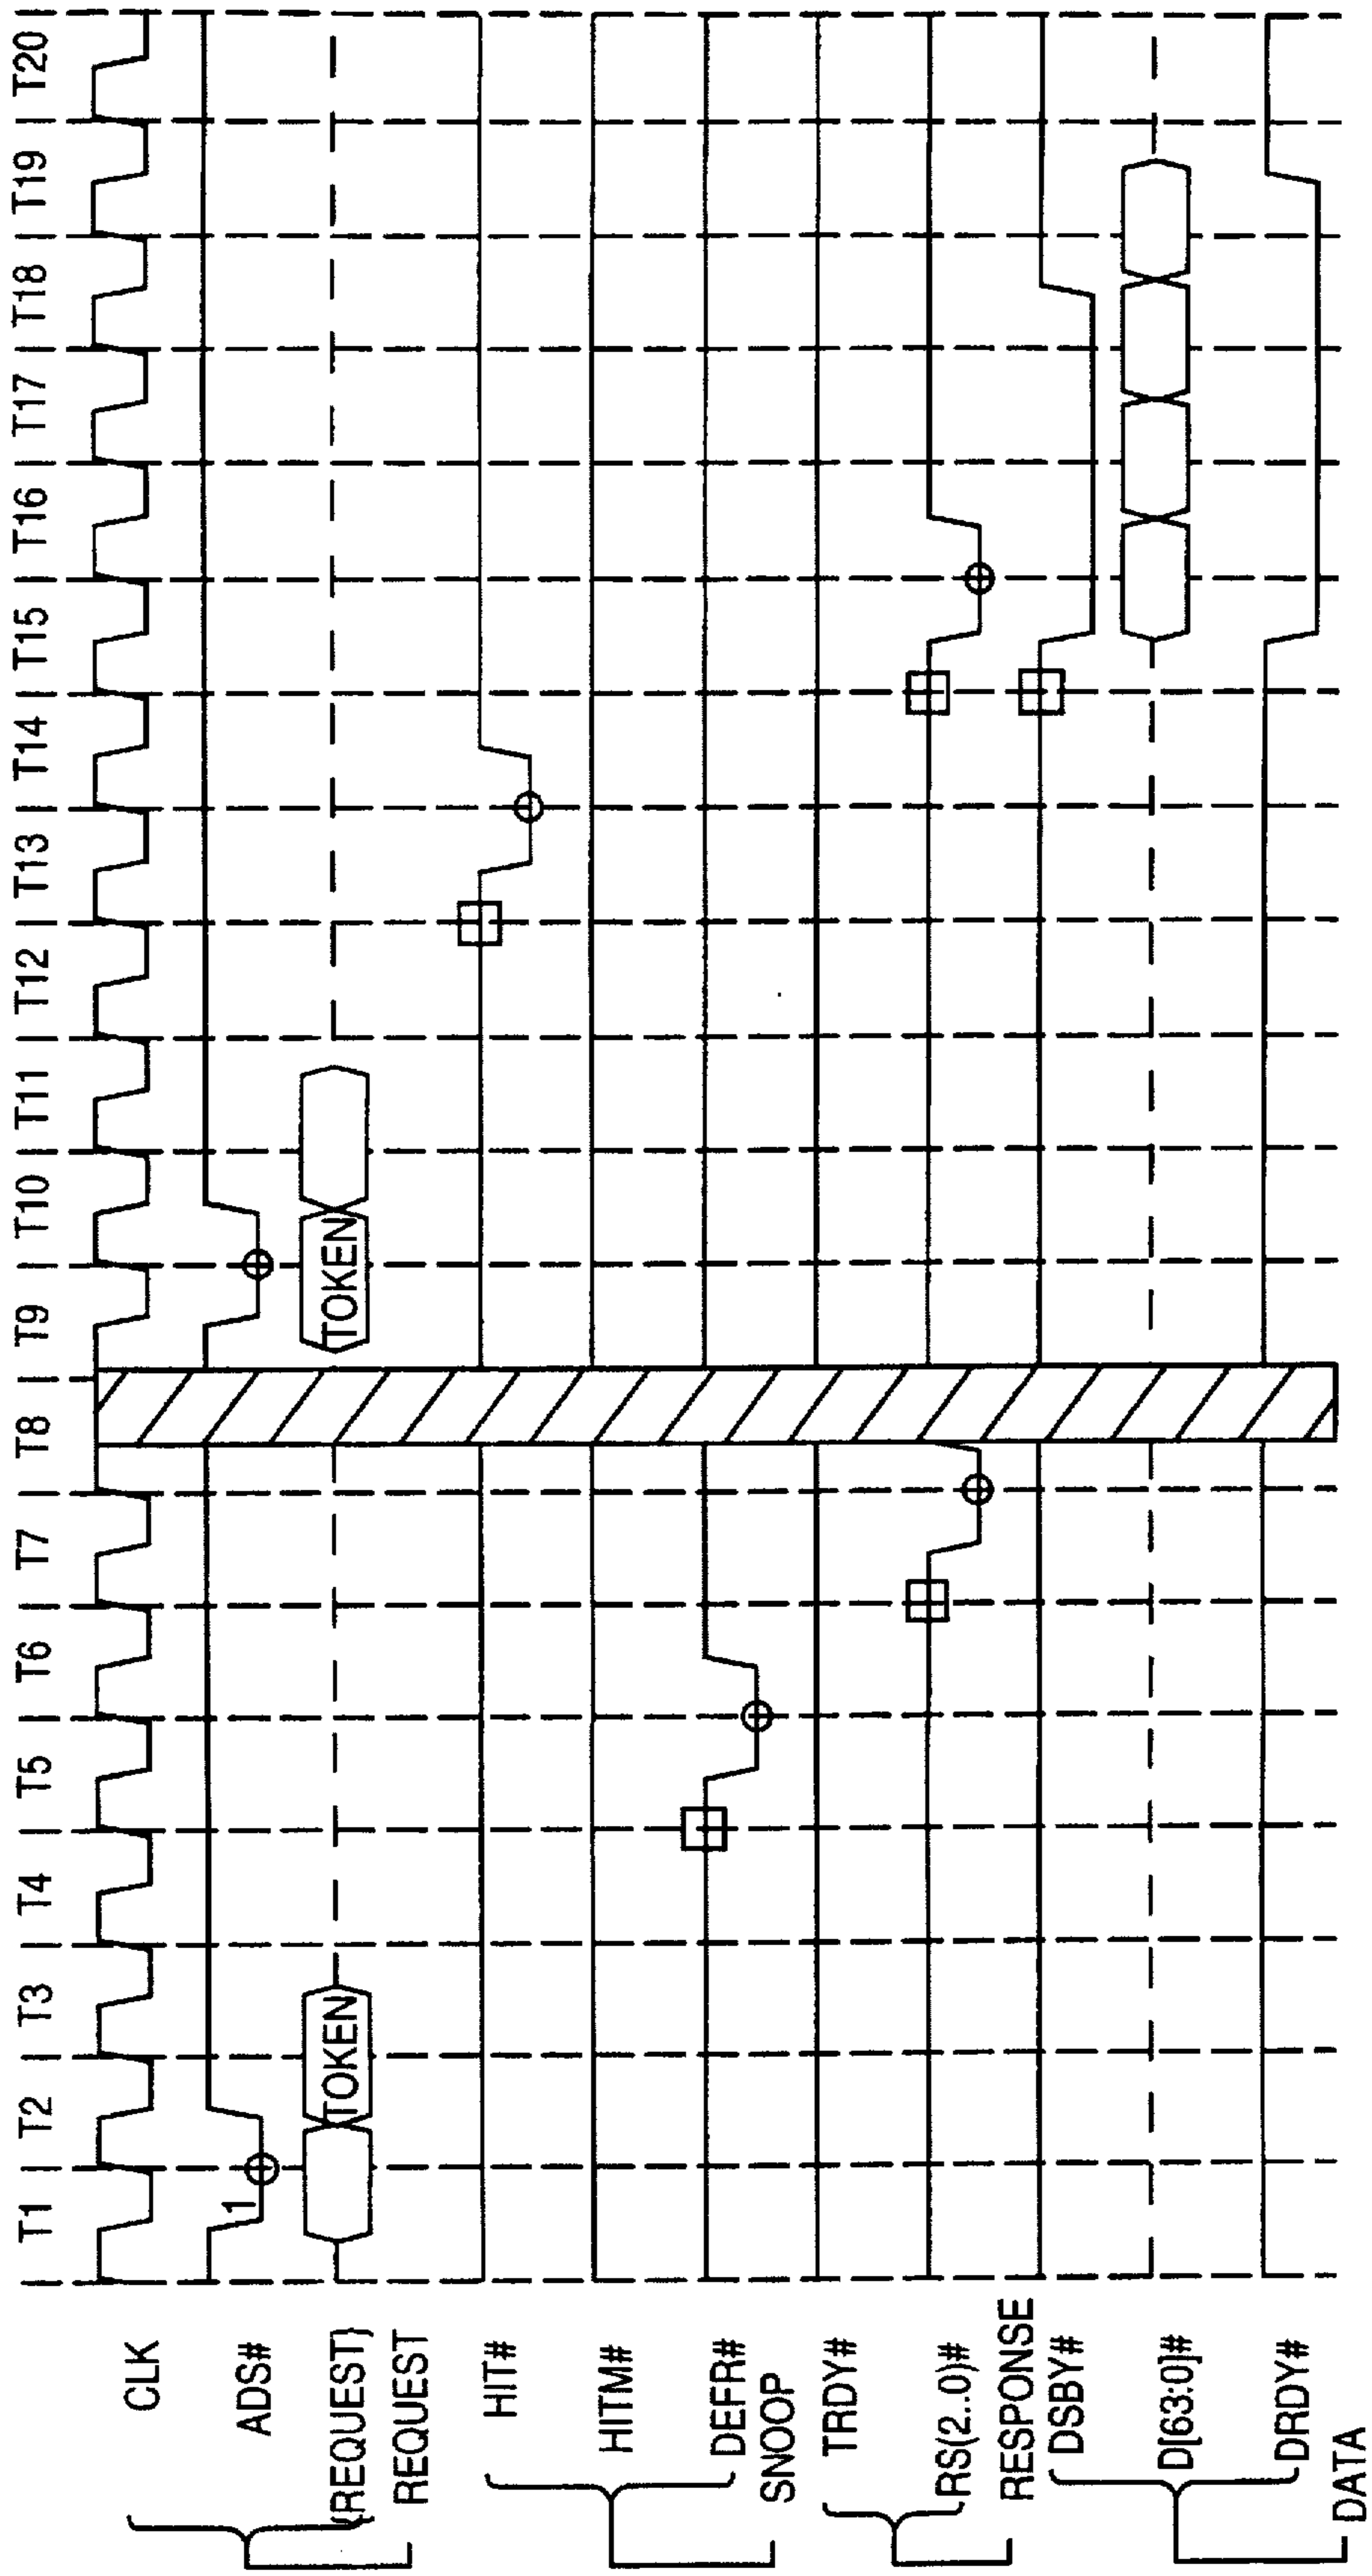 T1 T2 T3 T4 T5 T6 T7 T8 T9 T10 T11 T12 T13 T14 T15 T16 T17 T18 T19 T20
CLK
ADS#
1
{REQUEST}
TOKEN
TOKEN
REQUEST
HIT#
HITM#
DEFR#
SNOOP
TRDY#
RS(2..0)#
RESPONSE
DSBY#
D[63:0]#
DRDY#
DATA